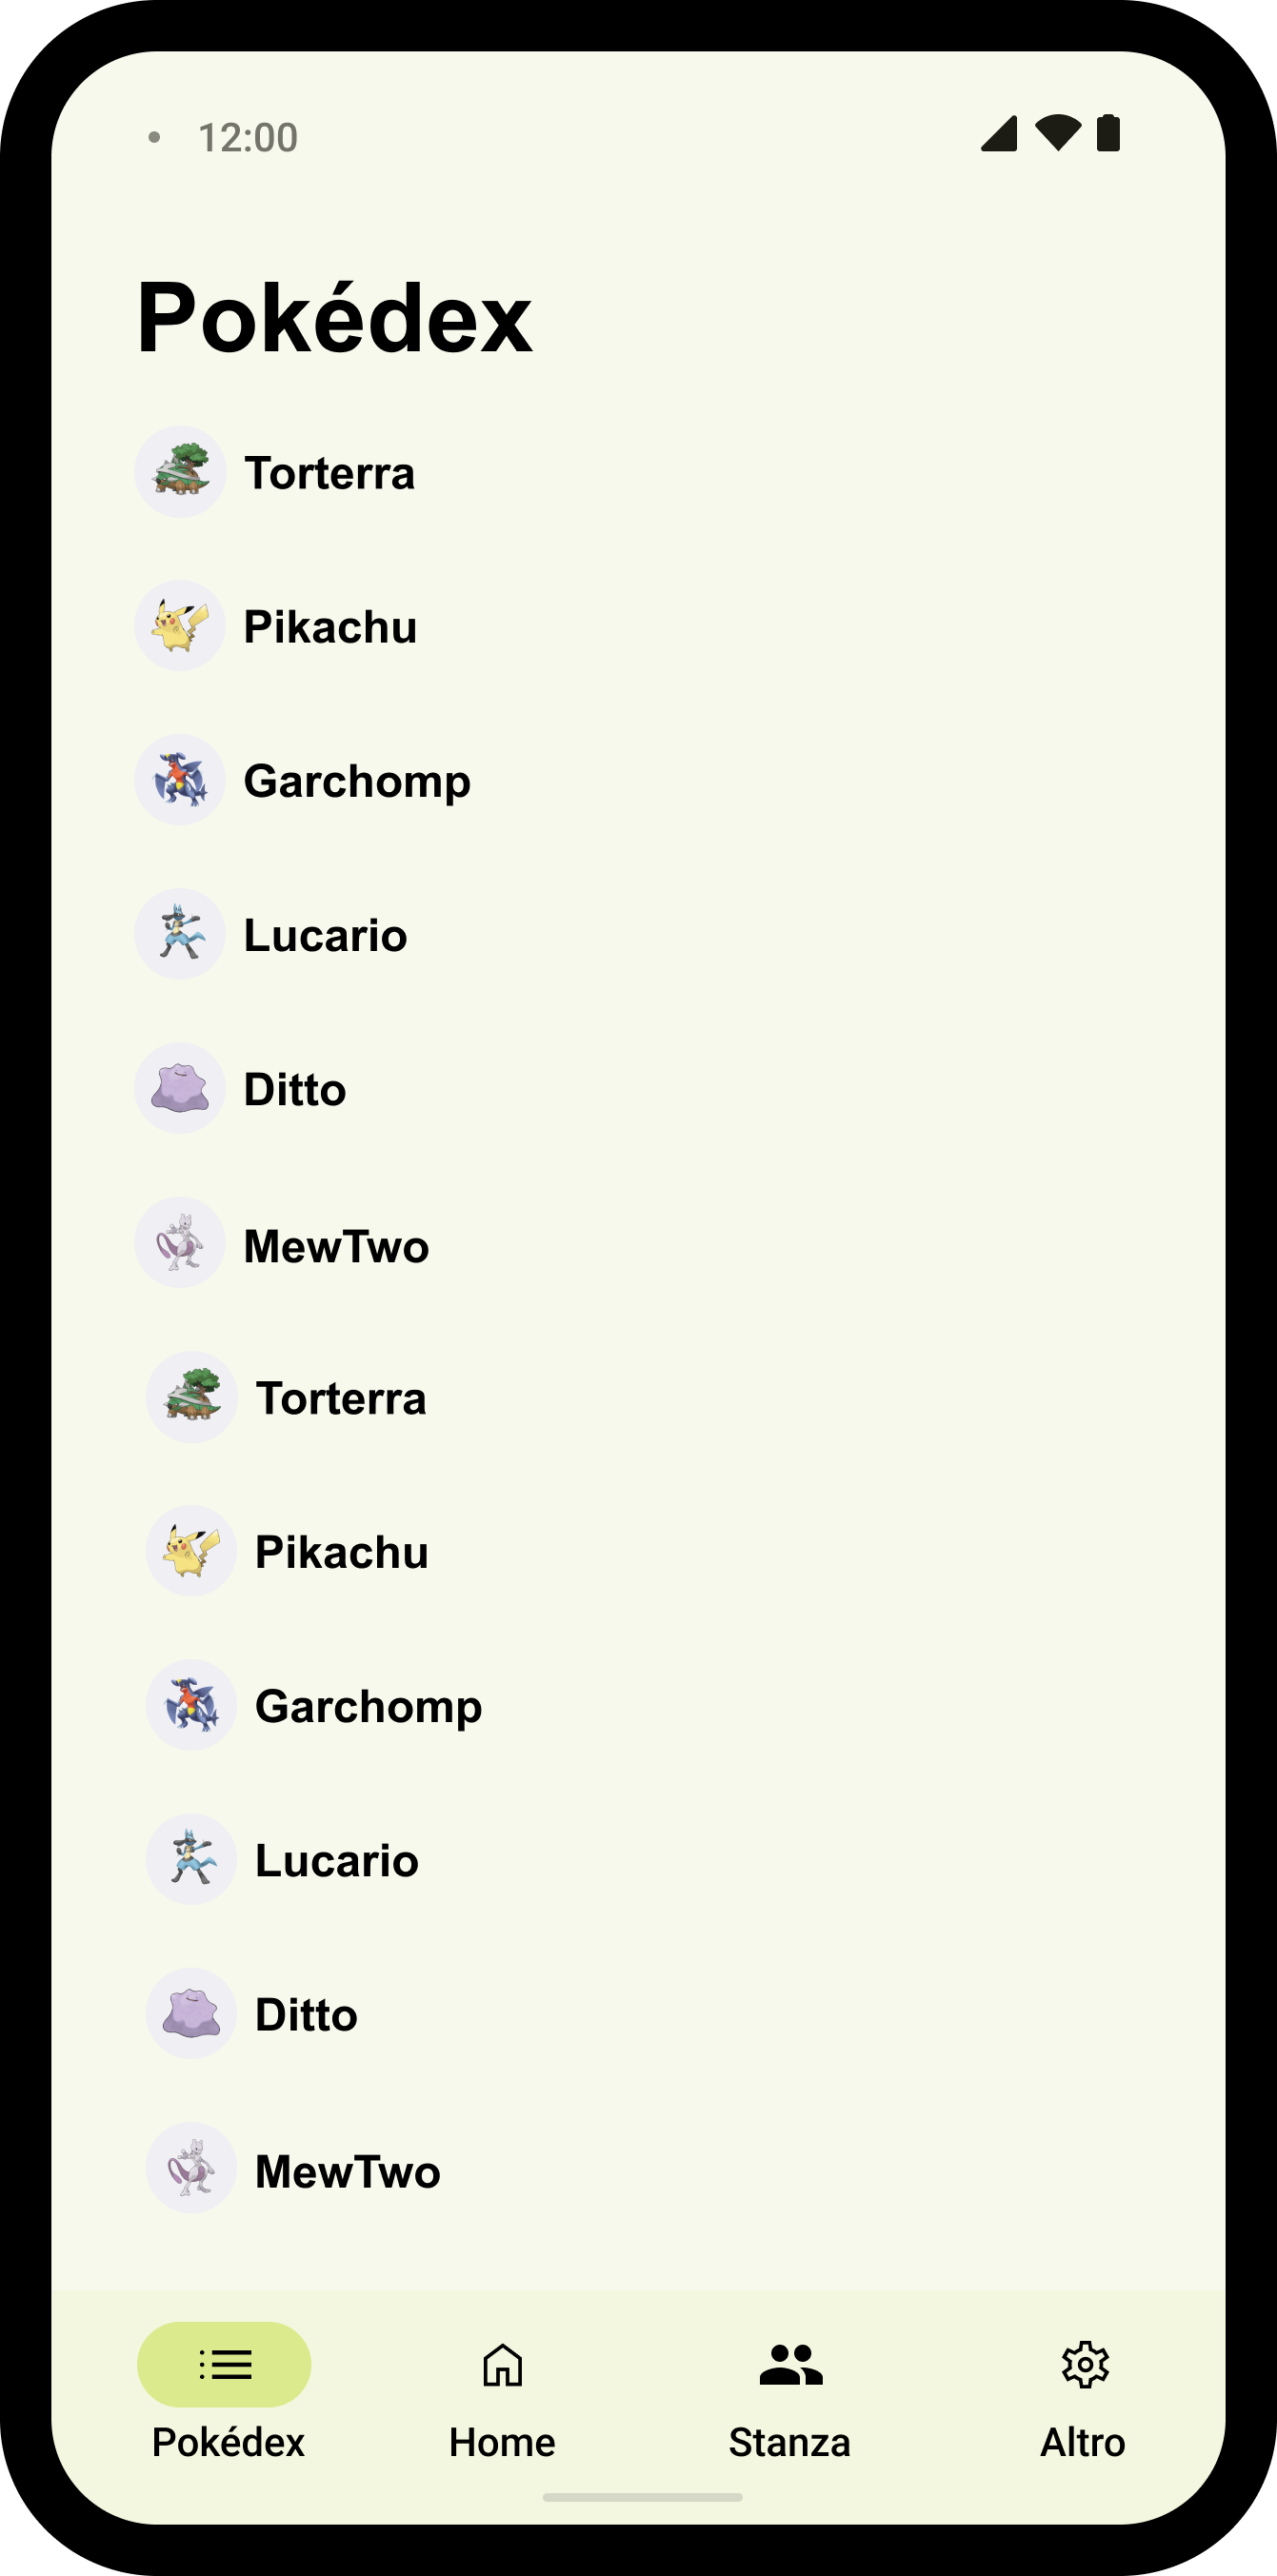 12:00
Pokédex
Torterra
Pikachu
Garchomp
Lucario
Ditto
MewTwo
Torterra
Pikachu
Garchomp
Lucario
Ditto
MewTwo
Pokédex Home Stanza Altro